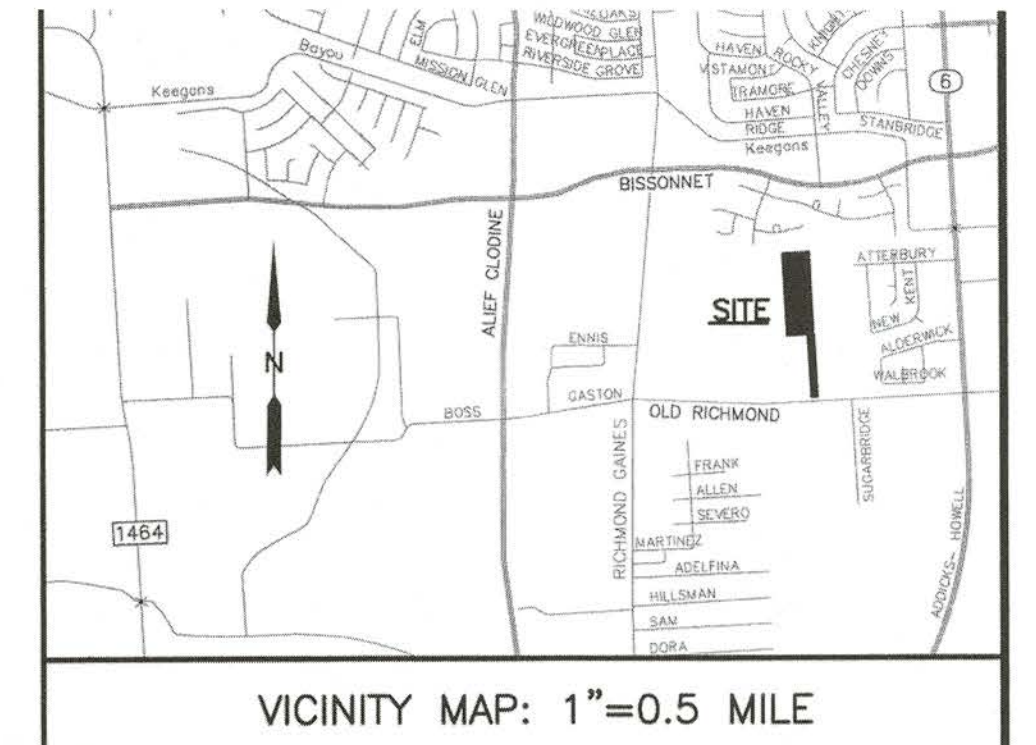 ELM
WILDWOOD GLEN
EVERGREEN PLACE
RIVERSIDE GROVE
Bayou
MISSION GLEN
Keegans
HAVEN
ROCKY VALLEY
KNIGHT
CHESNEY DOWNS
VISTAMONT
TRAMORE
HAVEN
RIDGE
Keegans
STANBRIDGE
6
BISSONNET
ALIEF CLODINE
ATTERBURY
NEW KENT
SITE
ALDERWICK
WALBROOK
N
ENNIS
GASTON
BOSS
OLD RICHMOND
RICHMOND GAINES
SUGARBRIDGE
FRANK
ALLEN
SEVERO
MARTINEZ
ADELFINA
HILLSMAN
SAM
DORA
1464
ADDICKS- HOWELL
VICINITY MAP: 1"=0.5 MILE